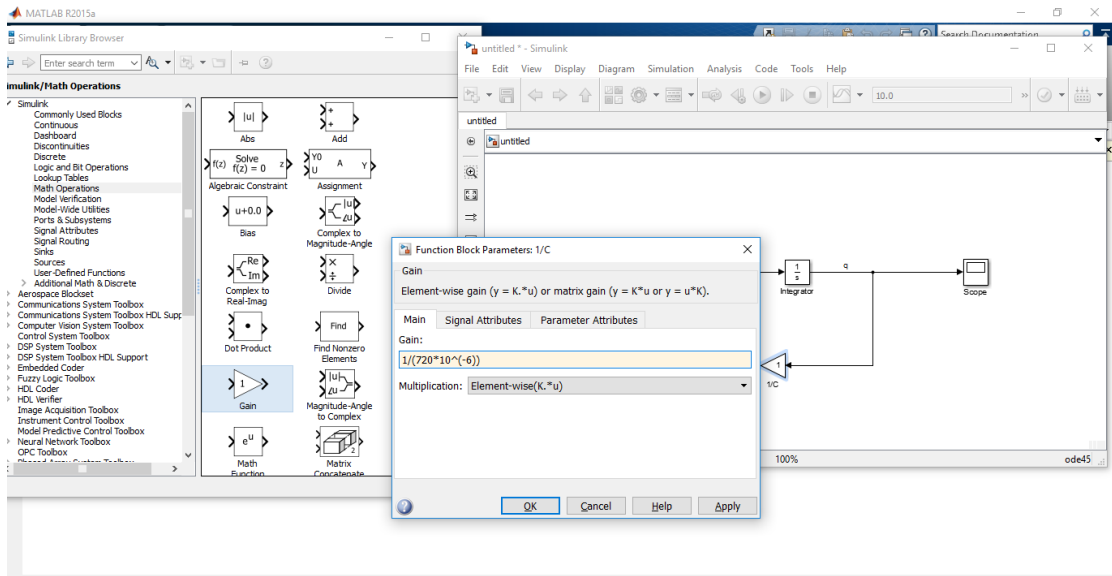 MATLAB R2015a
Simulink Library Browser
Enter search term
imulink/Math Operations
Simulink
Commonly Used Blocks
Continuous
Dashboard
Discontinuities
Discrete
Logic and Bit Operations
Lookup Tables
Math Operations
Model Verification
Model-Wide Utilities
Ports & Subsystems
Signal Attributes
Signal Routing
Sinks
Sources
User-Defined Functions
Additional Math & Discrete
Aerospace Blockset
Communications System Toolbox
Communications System Toolbox HDL Supp
Computer Vision System Toolbox
Control System Toolbox
DSP System Toolbox
DSP System Toolbox HDL Support
Embedded Coder
Fuzzy Logic Toolbox
HDL Coder
HDL Verifier
Image Acquisition Toolbox
Instrument Control Toolbox
Model Predictive Control Toolbox
Neural Network Toolbox
OPC Toolbox
|u|
Abs
+
+
Add
f(z) Solve f(z) = 0 z
Algebraic Constraint
Y0
U A Y
Assignment
u+0.0
Bias
|u|
∠u
Complex to
Magnitude-Angle
Re
Im
Complex to
Real-Imag
×
÷
Divide
Dot Product
Find
Find Nonzero
Elements
1
Gain
|u|
∠u
Magnitude-Angle
to Complex
e^u
Math
Function
2
Matrix
Concatenate
Search Documentation
untitled * - Simulink
File Edit View Display Diagram Simulation Analysis Code Tools Help
10.0
»
untitled
untitled
1
s
Integrator
q
Scope
1
1/C
100%
ode45
Function Block Parameters: 1/C
Gain
Element-wise gain (y = K.*u) or matrix gain (y = K*u or y = u*K).
Main Signal Attributes Parameter Attributes
Gain:
1/(720*10^(-6))
Multiplication: Element-wise(K.*u)
OK Cancel Help Apply